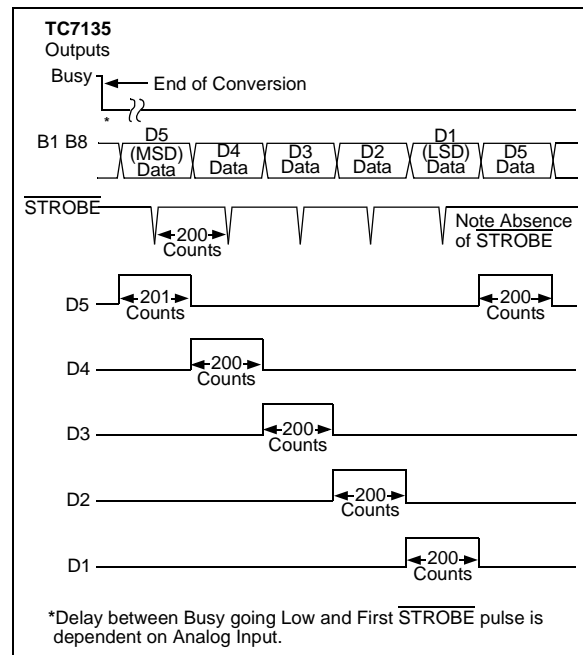 TC7135
Outputs
Busy
End of Conversion
*
B1 B8
D5
(MSD)
Data
D4
Data
D3
Data
D2
Data
D1
(LSD)
Data
D5
Data
STROBE
200
Counts
Note Absence
of STROBE
D5
201
Counts
200
Counts
D4
200
Counts
D3
200
Counts
D2
200
Counts
D1
200
Counts
*Delay between Busy going Low and First STROBE pulse is
dependent on Analog Input.